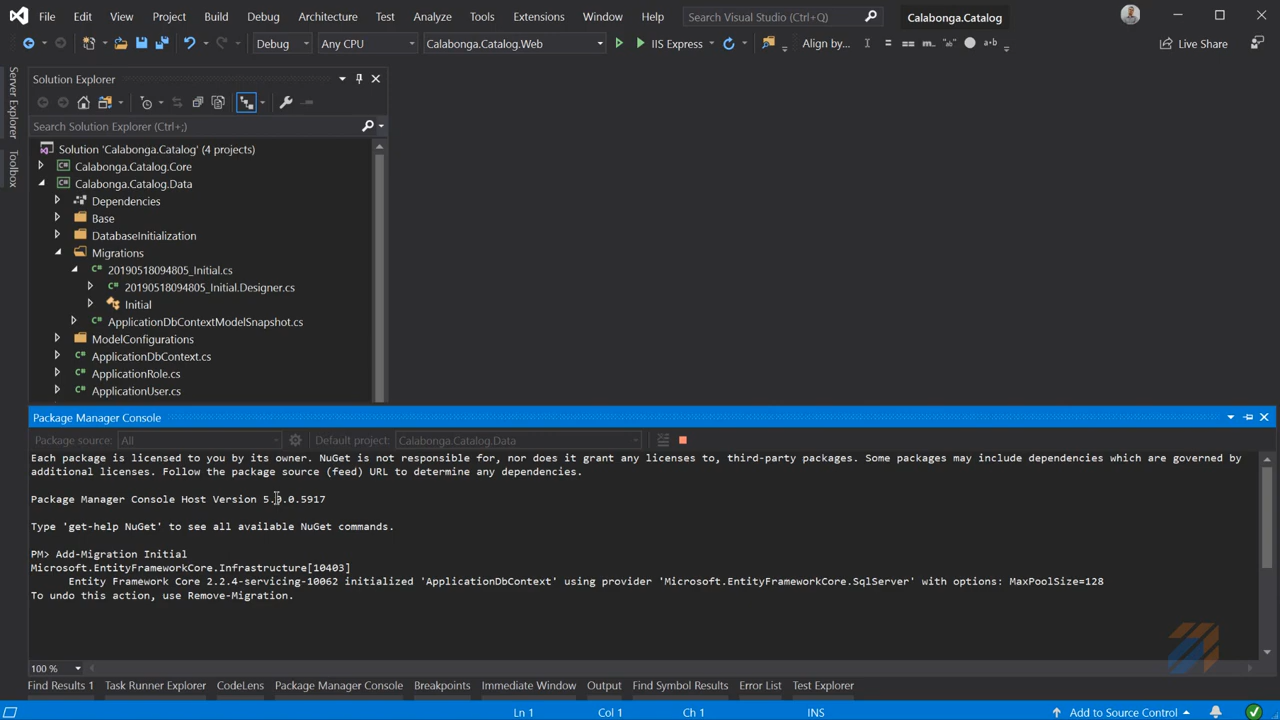 File Edit View Project Build Debug Architecture Test Analyze Tools Extensions Window Help Search Visual Studio (Ctrl+Q) Calabonga.Catalog
Debug Any CPU Calabonga.Catalog.Web IIS Express Align by... Live Share
Server Explorer
Toolbox
Solution Explorer
Search Solution Explorer (Ctrl+;)
Solution 'Calabonga.Catalog' (4 projects)
Calabonga.Catalog.Core
Calabonga.Catalog.Data
Dependencies
Base
DatabaseInitialization
Migrations
20190518094805_Initial.cs
20190518094805_Initial.Designer.cs
Initial
ApplicationDbContextModelSnapshot.cs
ModelConfigurations
ApplicationDbContext.cs
ApplicationRole.cs
ApplicationUser.cs
Package Manager Console
Package source: All Default project: Calabonga.Catalog.Data
Each package is licensed to you by its owner. NuGet is not responsible for, nor does it grant any licenses to, third-party packages. Some packages may include dependencies which are governed by
additional licenses. Follow the package source (feed) URL to determine any dependencies.
Package Manager Console Host Version 5.0.0.5917
Type 'get-help NuGet' to see all available NuGet commands.
PM> Add-Migration Initial
Microsoft.EntityFrameworkCore.Infrastructure[10403]
Entity Framework Core 2.2.4-servicing-10062 initialized 'ApplicationDbContext' using provider 'Microsoft.EntityFrameworkCore.SqlServer' with options: MaxPoolSize=128
To undo this action, use Remove-Migration.
100 %
Find Results 1 Task Runner Explorer CodeLens Package Manager Console Breakpoints Immediate Window Output Find Symbol Results Error List Test Explorer
Ln 1 Col 1 Ch 1 INS Add to Source Control